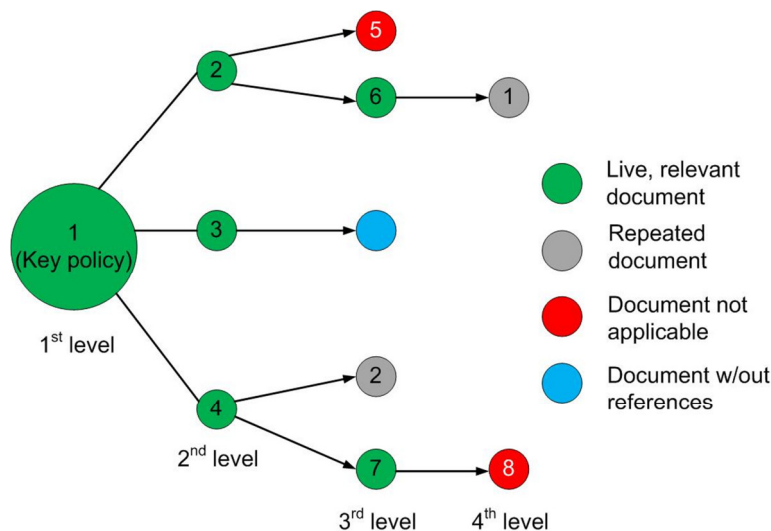 5
2
6
1
Live, relevant
document
1
(Key policy)
3
Repeated
document
1st level
Document not
applicable
2
4
Document w/out
references
2nd level
7
8
3rd level
4th level